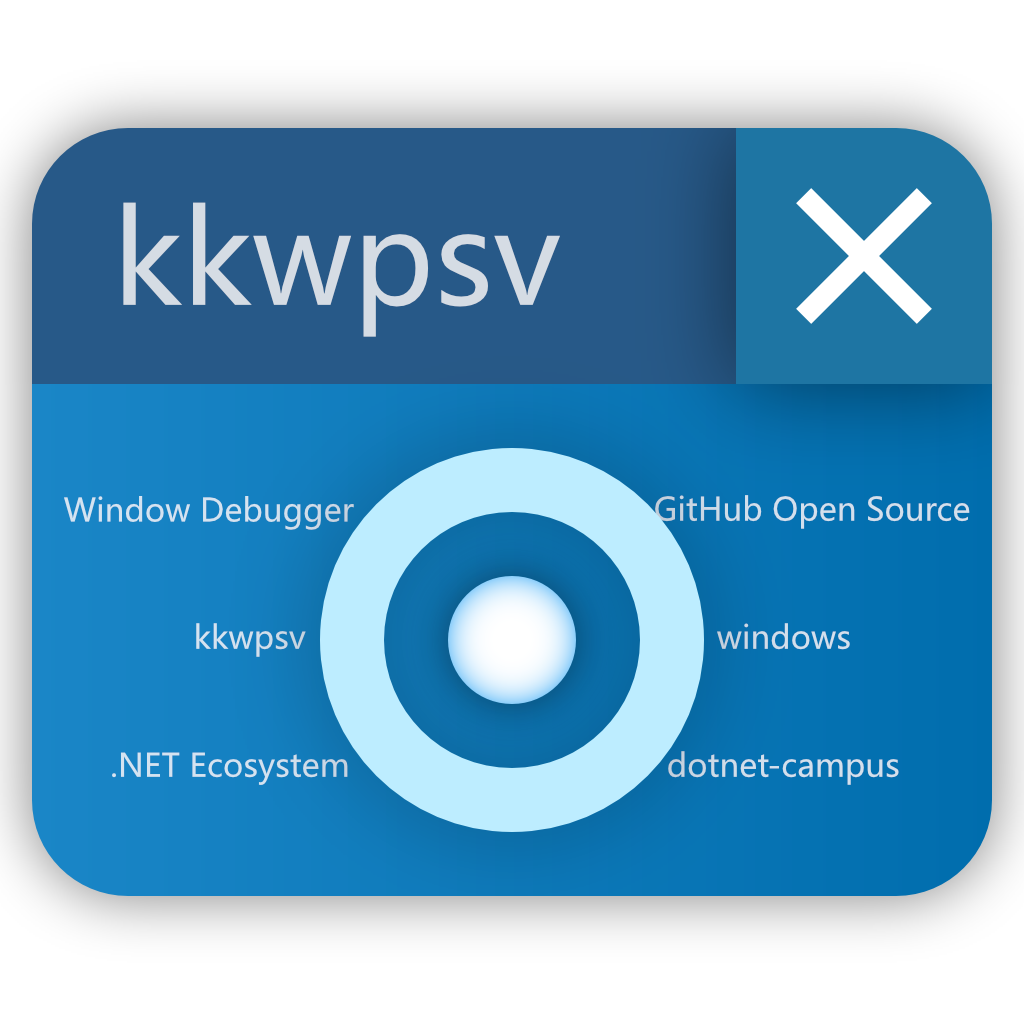 kkwpsv
Window Debugger
GitHub Open Source
kkwpsv
windows
.NET Ecosystem
dotnet-campus